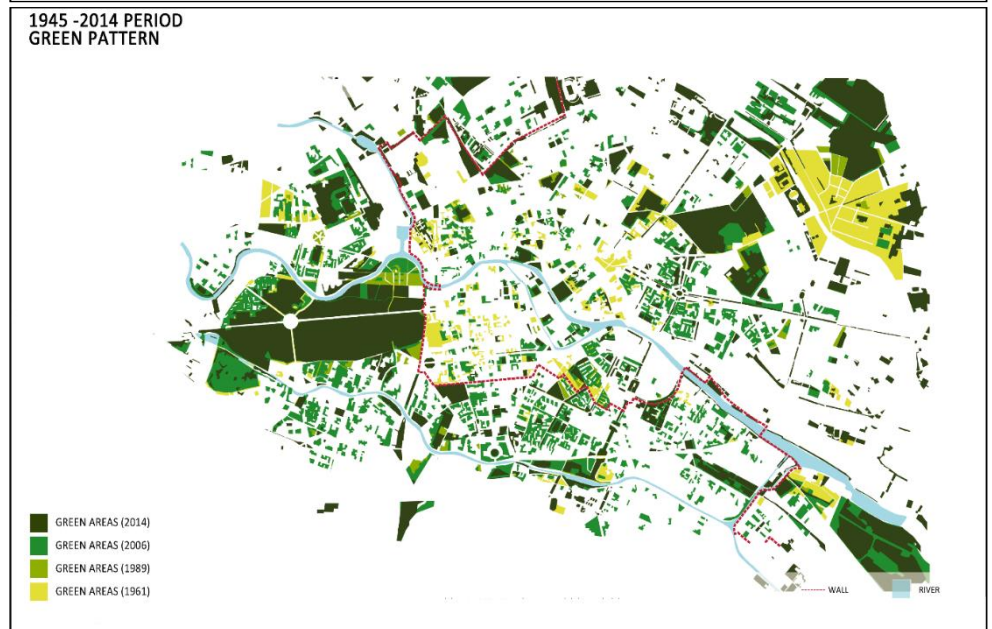 1945 -2014 PERIOD
GREEN PATTERN
GREEN AREAS (2014)
GREEN AREAS (2006)
GREEN AREAS (1989)
GREEN AREAS (1961)
WALL
RIVER